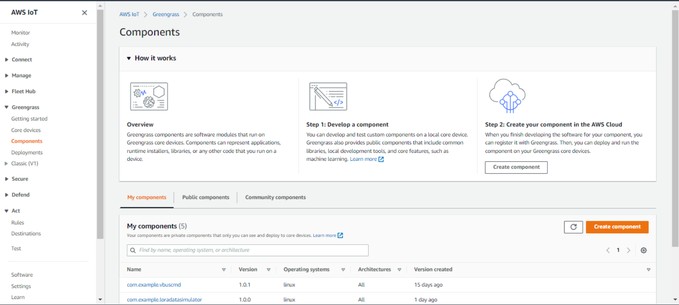 AWS IoT
Monitor
Activity
Connect
Manage
Fleet Hub
Greengrass
Getting started
Core devices
Components
Deployments
Classic (V1)
Secure
Defend
Act
Rules
Destinations
Test
Software
Settings
Learn
AWS IoT > Greengrass > Components
Components
How it works
Overview
Greengrass components are software modules that run on
Greengrass core devices. Components can represent applications,
runtime installers, libraries, or any other code that you run on a
device.
Step 1: Develop a component
You can develop and test custom components on a local core device.
Greengrass also provides public components that include common
libraries, local development tools, and core features, such as
machine learning. Learn more
Step 2: Create your component in the AWS Cloud
When you finish developing the software for your component, you
can register it with Greengrass. Then, you can deploy and run the
component on your Greengrass core devices.
Create component
My components Public components Community components
My components (5)
Create component
Your components are private components that only you can see and deploy to core devices. Learn more
Find by name, operating system, or architecture
1
Name Version Operating systems Architectures Version created
com.example.vbuscmd 1.0.1 linux All 15 days ago
com.example.loradatasimulator 1.0.0 linux All 1 day ago